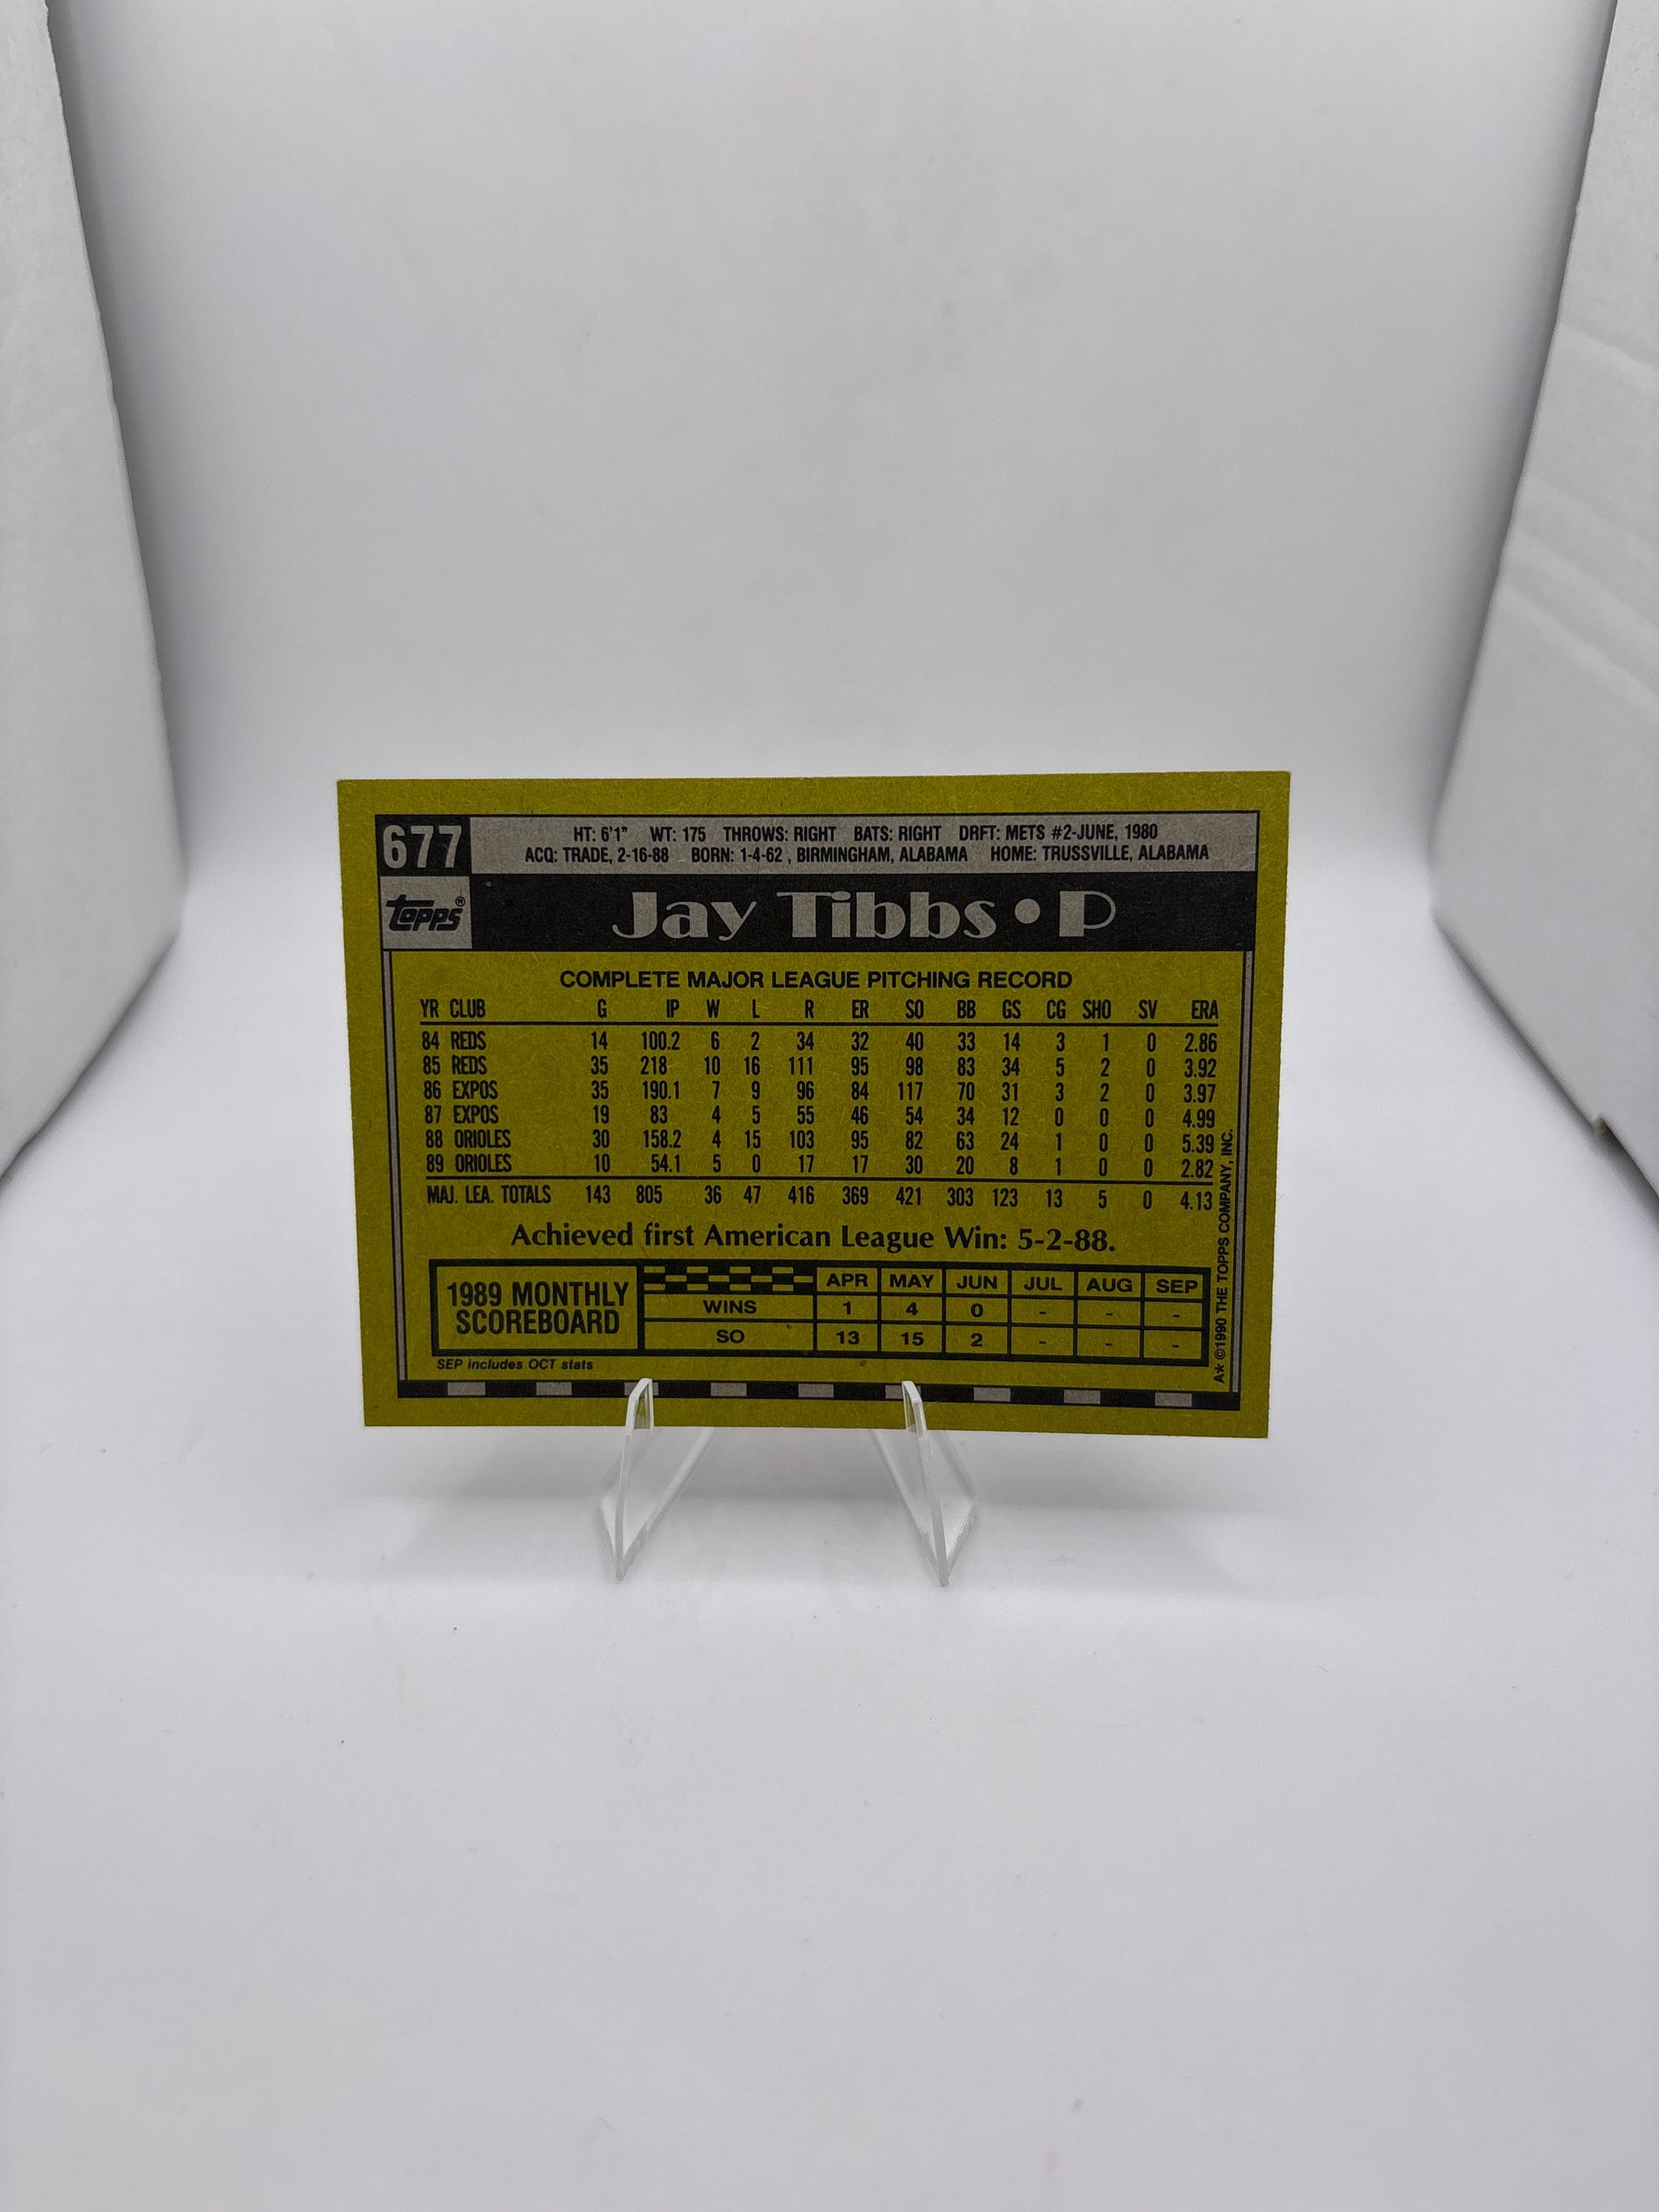 677
HT: 6'1" WT: 175 THROWS: RIGHT BATS: RIGHT DRFT: METS #2-JUNE, 1980
ACQ: TRADE, 2-16-88 BORN: 1-4-62 , BIRMINGHAM, ALABAMA HOME: TRUSSVILLE, ALABAMA
topps®
Jay Tibbs • P
COMPLETE MAJOR LEAGUE PITCHING RECORD
YR CLUB G IP W L R ER SO BB GS CG SHO SV ERA
84 REDS 14 100.2 6 2 34 32 40 33 14 3 1 0 2.86
85 REDS 35 218 10 16 111 95 98 83 34 5 2 0 3.92
86 EXPOS 35 190.1 7 9 96 84 117 70 31 3 2 0 3.97
87 EXPOS 19 83 4 5 55 46 54 34 12 0 0 0 4.99
88 ORIOLES 30 158.2 4 15 103 95 82 63 24 1 0 0 5.39
89 ORIOLES 10 54.1 5 0 17 17 30 20 8 1 0 0 2.82
MAJ. LEA. TOTALS 143 805 36 47 416 369 421 303 123 13 5 0 4.13
Achieved first American League Win: 5-2-88.
1989 MONTHLY
SCOREBOARD
APR MAY JUN JUL AUG SEP
WINS 1 4 0 - - -
SO 13 15 2 - - -
SEP includes OCT stats
A* ©1990 THE TOPPS COMPANY, INC.